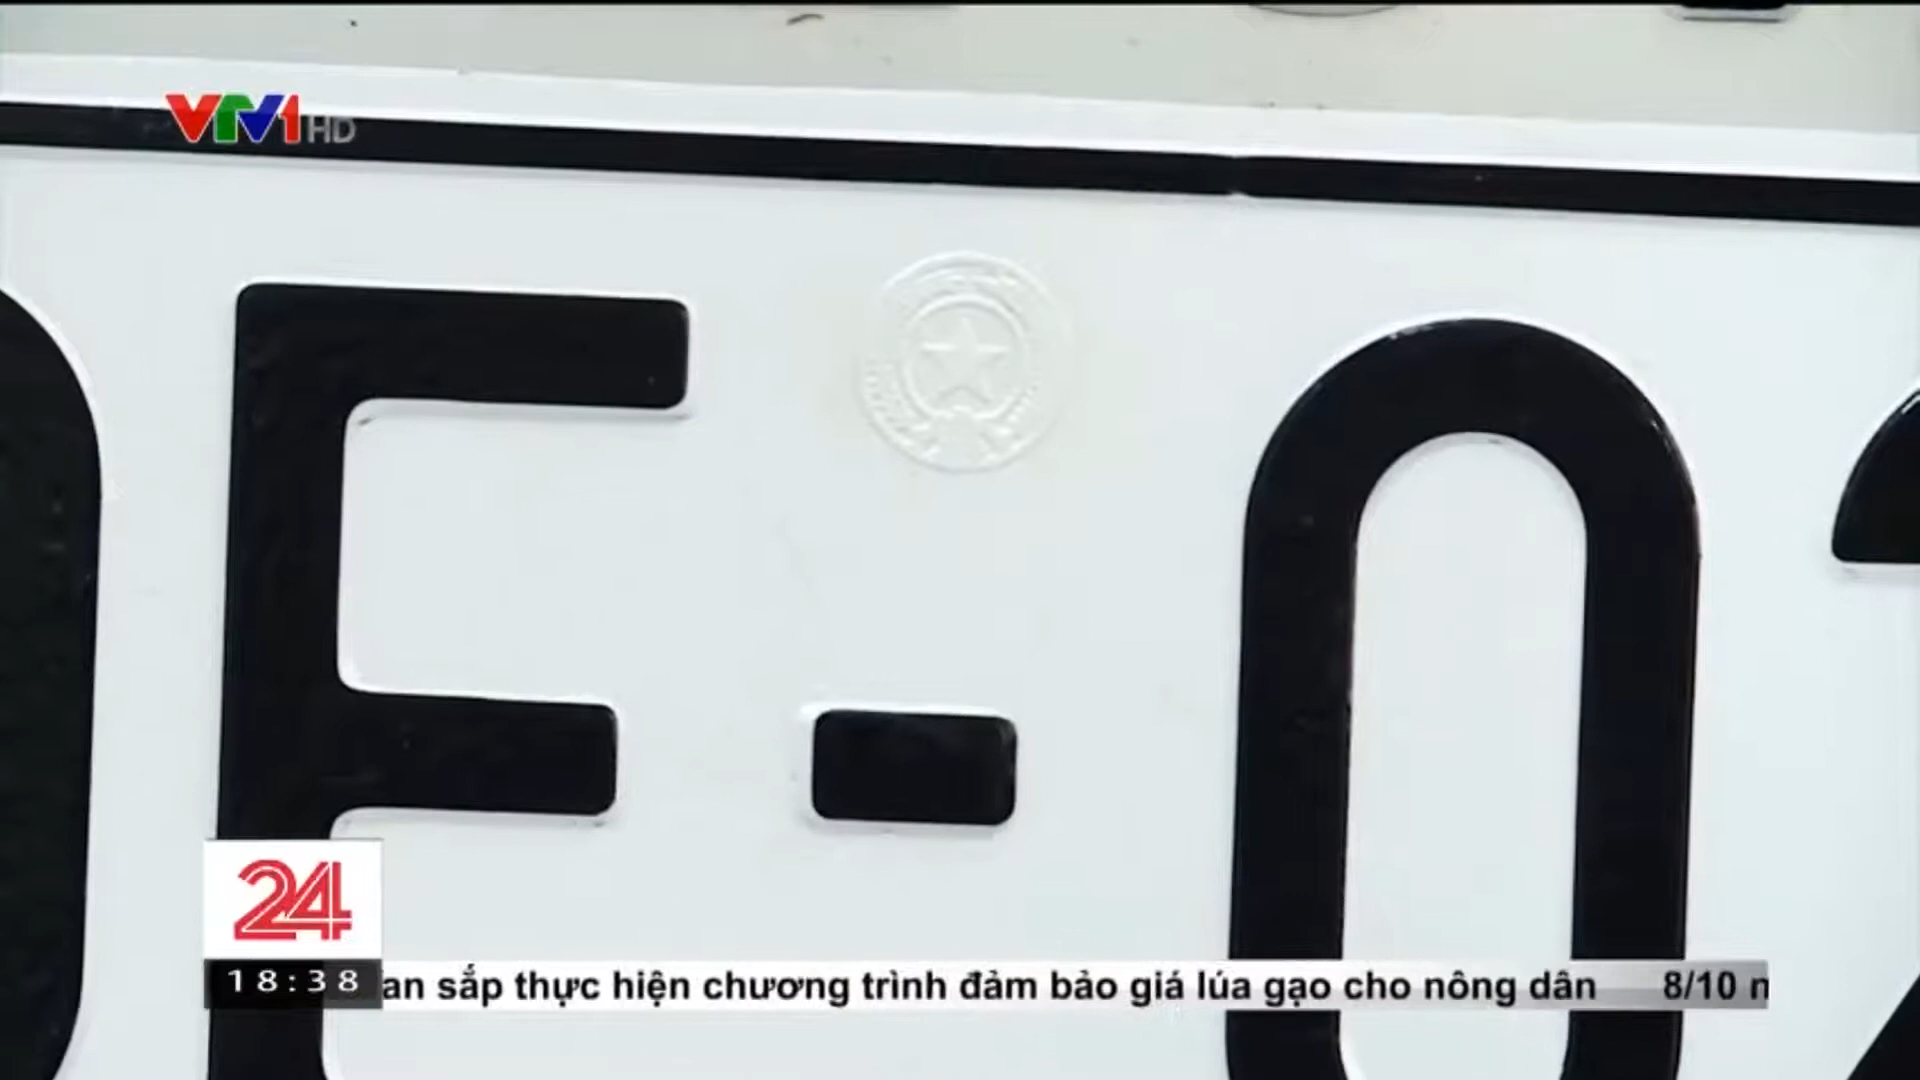 VTV1 HD
F - 0
24
18:38
an sắp thực hiện chương trình đảm bảo giá lúa gạo cho nông dân 8/10 n